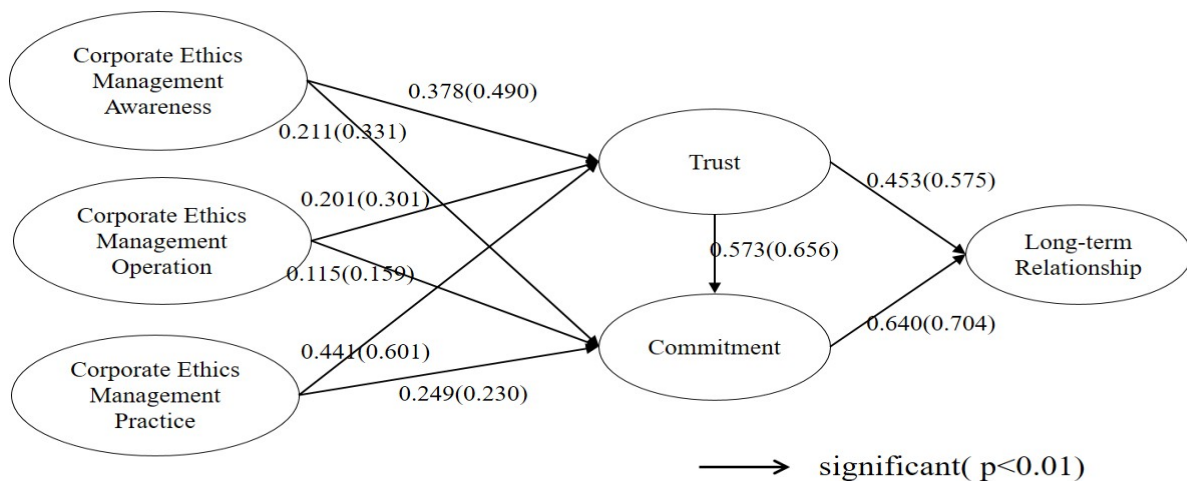 Corporate Ethics
Management
Awareness
0.378(0.490)
0.211(0.331)
Trust
0.201(0.301)
0.453(0.575)
Corporate Ethics
Management
Operation
0.115(0.159)
0.573(0.656)
Long-term
Relationship
0.640(0.704)
Commitment
0.441(0.601)
0.249(0.230)
Corporate Ethics
Management
Practice
significant( p<0.01)